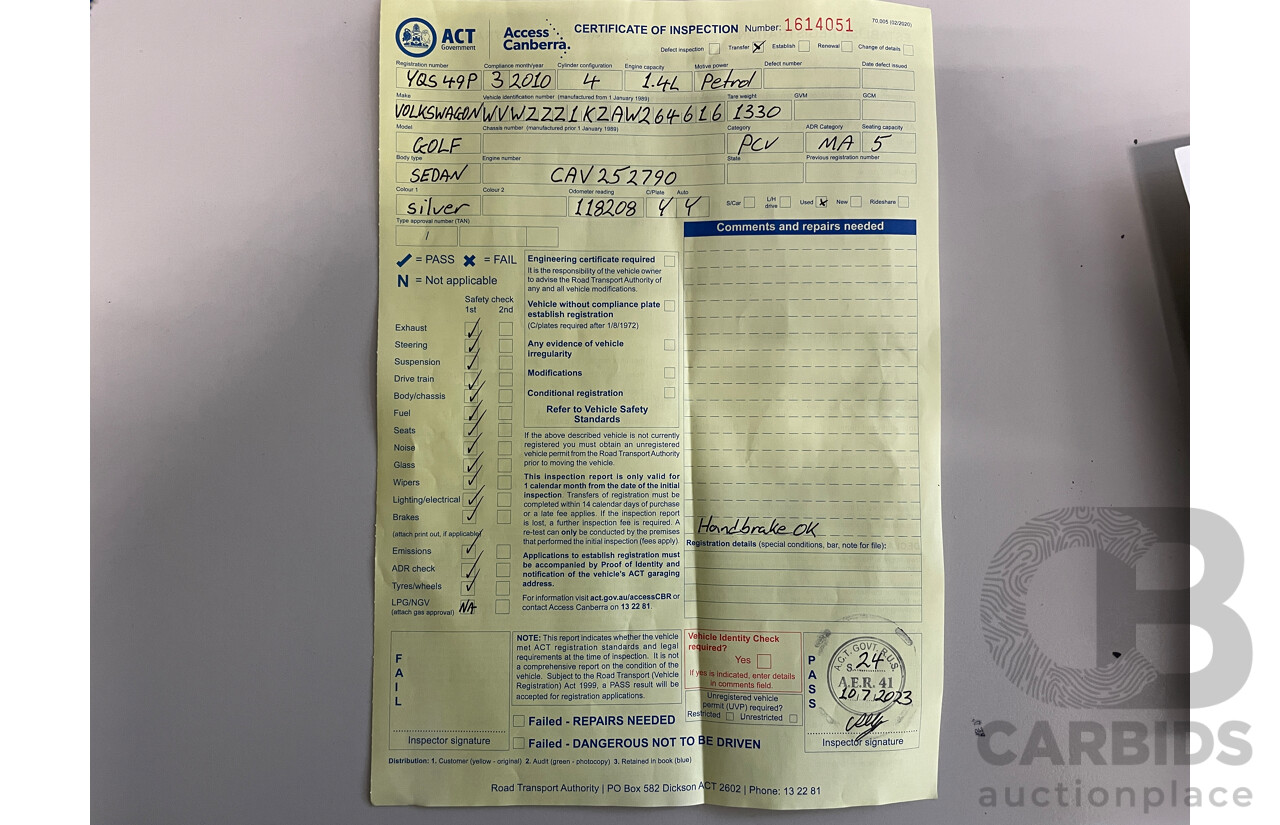 ACT Government
Access Canberra.
CERTIFICATE OF INSPECTION Number: 1614051
70.005 (02/2020)
Defect inspection Transfer Establish Renewal Change of details
Registration number Compliance month/year Cylinder configuration Engine capacity Motive power Defect number Date defect issued
YQS 49P 3 2010 4 1.4L Petrol
Make Vehicle identification number (manufactured from 1 January 1989) Tare weight GVM GCM
VOLKSWAGON WVWZZZ1KZAW264616 1330
Model Chassis number (manufactured prior 1 January 1989) Category ADR Category Seating capacity
GOLF PCV MA 5
Body type Engine number State Previous registration number
SEDAN CAV 252790
Colour 1 Colour 2 Odometer reading C/Plate Auto
silver 118208 Y Y
S/Car L/H drive Used New Rideshare
Type approval number (TAN)
/
Comments and repairs needed
Handbrake OK
Registration details (special conditions, bar, note for file):
✓ = PASS ✖ = FAIL
N = Not applicable
Safety check
1st 2nd
Exhaust ✓
Steering ✓
Suspension ✓
Drive train ✓
Body/chassis ✓
Fuel ✓
Seats ✓
Noise ✓
Glass ✓
Wipers ✓
Lighting/electrical ✓
Brakes ✓
(attach print out, if applicable)
Emissions ✓
ADR check ✓
Tyres/wheels ✓
LPG/NGV NA
(attach gas approval)
Engineering certificate required
It is the responsibility of the vehicle owner
to advise the Road Transport Authority of
any and all vehicle modifications.
Vehicle without compliance plate
establish registration
(C/plates required after 1/8/1972)
Any evidence of vehicle
irregularity
Modifications
Conditional registration
Refer to Vehicle Safety
Standards
If the above described vehicle is not currently
registered you must obtain an unregistered
vehicle permit from the Road Transport Authority
prior to moving the vehicle.
This inspection report is only valid for
1 calendar month from the date of the initial
inspection. Transfers of registration must be
completed within 14 calendar days of purchase
or a late fee applies. If the inspection report
is lost, a further inspection fee is required. A
re-test can only be conducted by the premises
that performed the initial inspection (fees apply).
Applications to establish registration must
be accompanied by Proof of Identity and
notification of the vehicle's ACT garaging
address.
For information visit act.gov.au/accessCBR or
contact Access Canberra on 13 22 81.
FAIL
Inspector signature
NOTE: This report indicates whether the vehicle
met ACT registration standards and legal
requirements at the time of inspection. It is not
a comprehensive report on the condition of the
vehicle. Subject to the Road Transport (Vehicle
Registration) Act 1999, a PASS result will be
accepted for registration applications.
Failed - REPAIRS NEEDED
Failed - DANGEROUS NOT TO BE DRIVEN
Vehicle Identity Check
required?
Yes
If yes is indicated, enter details
in comments field.
Unregistered vehicle
permit (UVP) required?
Restricted Unrestricted
PASS
A.C.T. GOVT. R.U.S.
S. 24
A.E.R. 41
10.7.2023
Inspector signature
Distribution: 1. Customer (yellow - original) 2. Audit (green - photocopy) 3. Retained in book (blue)
Road Transport Authority | PO Box 582 Dickson ACT 2602 | Phone: 13 22 81
CB
CARBIDS
auctionplace